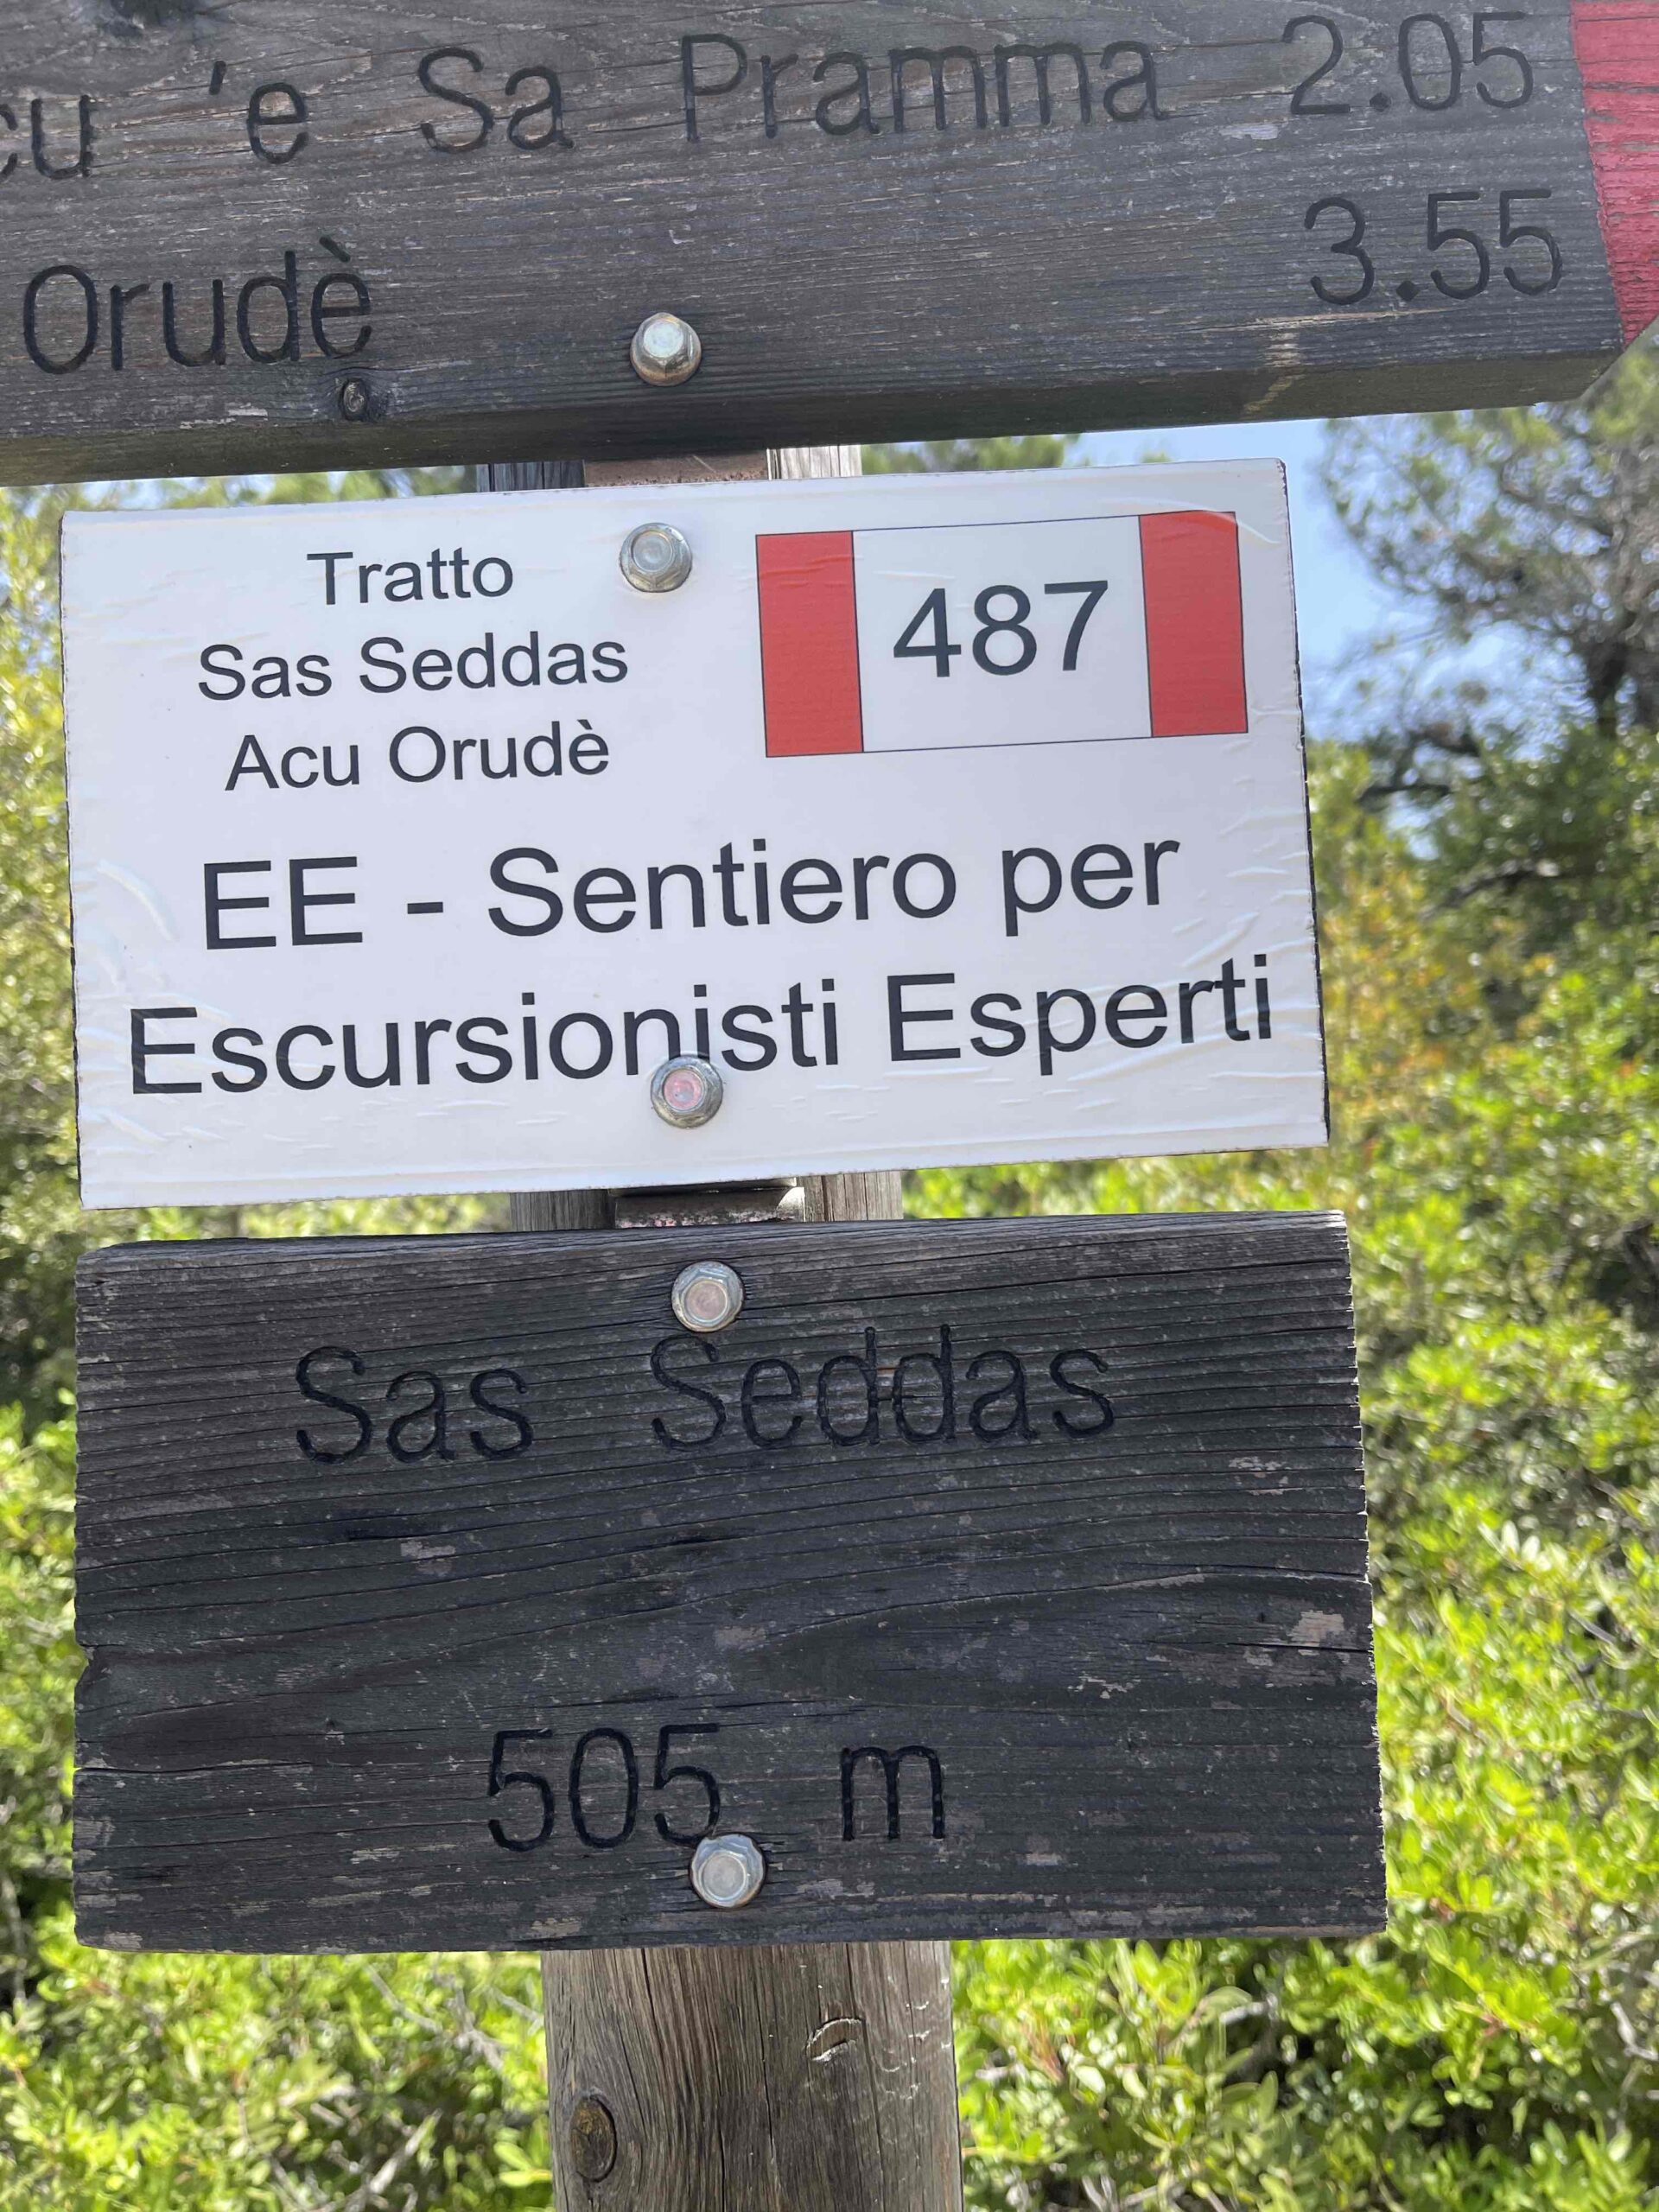 'e Sa Pramma 2.05
Orudè 3.55
Tratto
Sas Seddas
Acu Orudè
487
EE - Sentiero per
Escursionisti Esperti
Sas Seddas
505 m